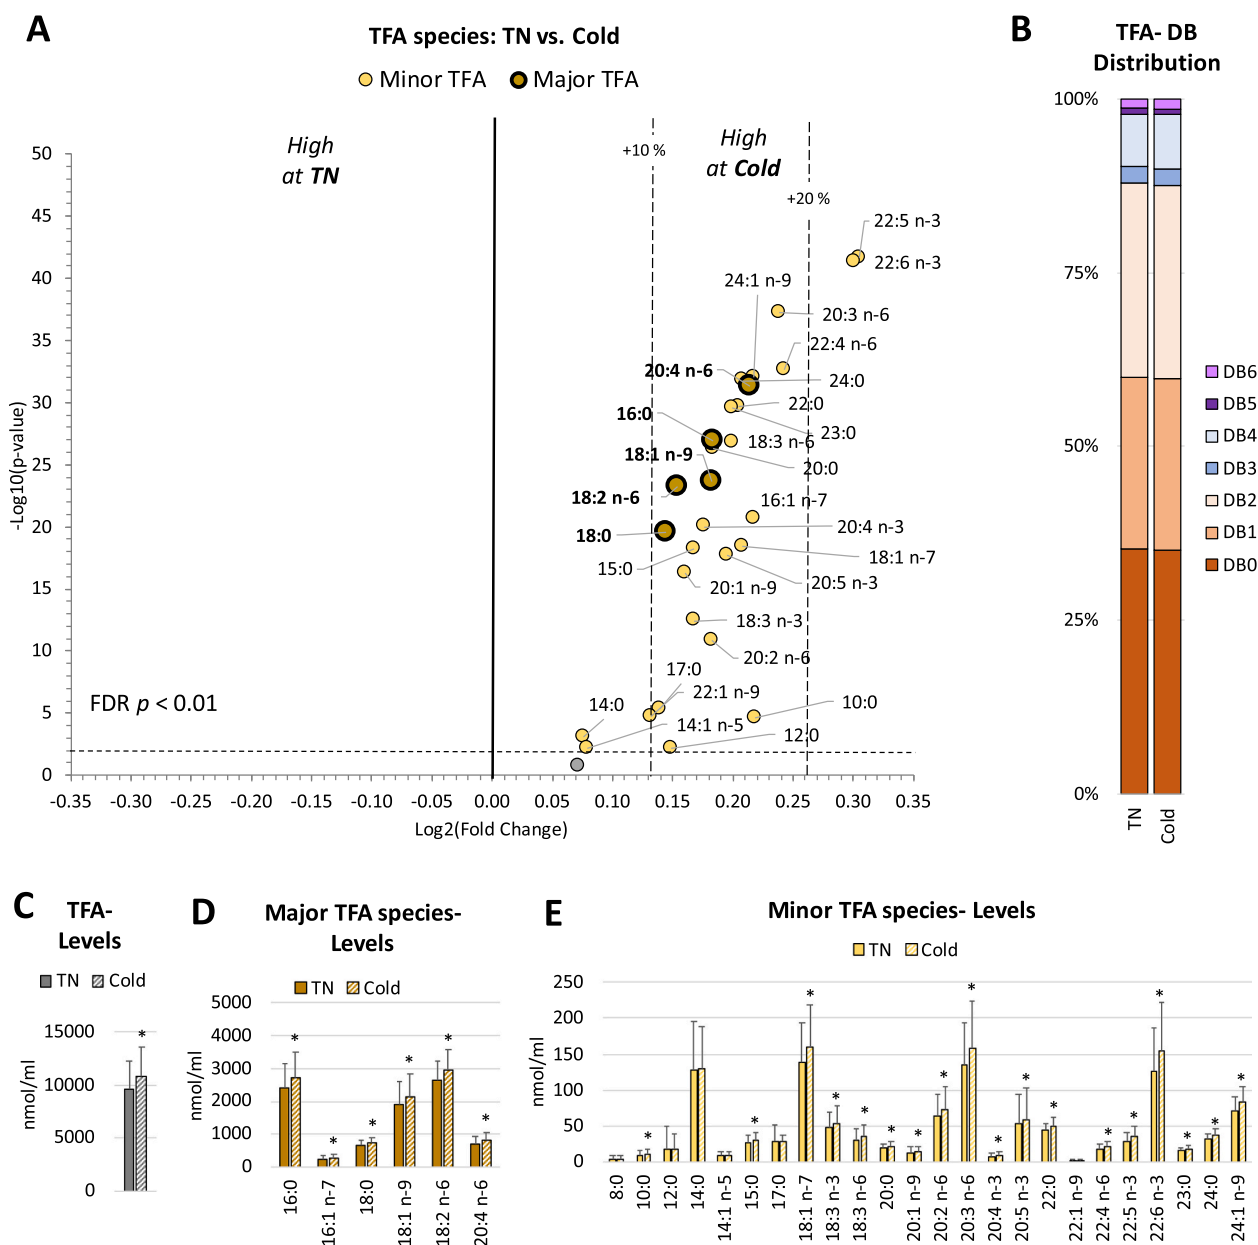 A
TFA species: TN vs. Cold
Minor TFA
Major TFA
High
at TN
High
at Cold
+10 %
+20 %
50
45
40
35
30
25
20
15
10
5
0
-Log10(p-value)
22:5 n-3
22:6 n-3
24:1 n-9
20:3 n-6
22:4 n-6
20:4 n-6
24:0
22:0
16:0
23:0
18:3 n-6
18:1 n-9
20:0
18:2 n-6
16:1 n-7
20:4 n-3
18:0
18:1 n-7
15:0
20:5 n-3
20:1 n-9
18:3 n-3
20:2 n-6
17:0
22:1 n-9
14:0
10:0
14:1 n-5
12:0
FDR p < 0.01
-0.35 -0.30 -0.25 -0.20 -0.15 -0.10 -0.05 0.00 0.05 0.10 0.15 0.20 0.25 0.30 0.35
Log2(Fold Change)
B
TFA- DB
Distribution
100%
75%
50%
25%
0%
TN
Cold
DB6
DB5
DB4
DB3
DB2
DB1
DB0
C
TFA-
Levels
TN
Cold
15000
10000
5000
0
nmol/ml
*
D
Major TFA species-
Levels
TN
Cold
5000
4000
3000
2000
1000
0
nmol/ml
* * * * * *
16:0
16:1 n-7
18:0
18:1 n-9
18:2 n-6
20:4 n-6
E
Minor TFA species- Levels
TN
Cold
250
200
150
100
50
0
nmol/ml
* * * * * * * * * * * * * * * * * *
8:0
10:0
12:0
14:0
14:1 n-5
15:0
17:0
18:1 n-7
18:3 n-3
18:3 n-6
20:0
20:1 n-9
20:2 n-6
20:3 n-6
20:4 n-3
20:5 n-3
22:0
22:1 n-9
22:4 n-6
22:5 n-3
22:6 n-3
23:0
24:0
24:1 n-9